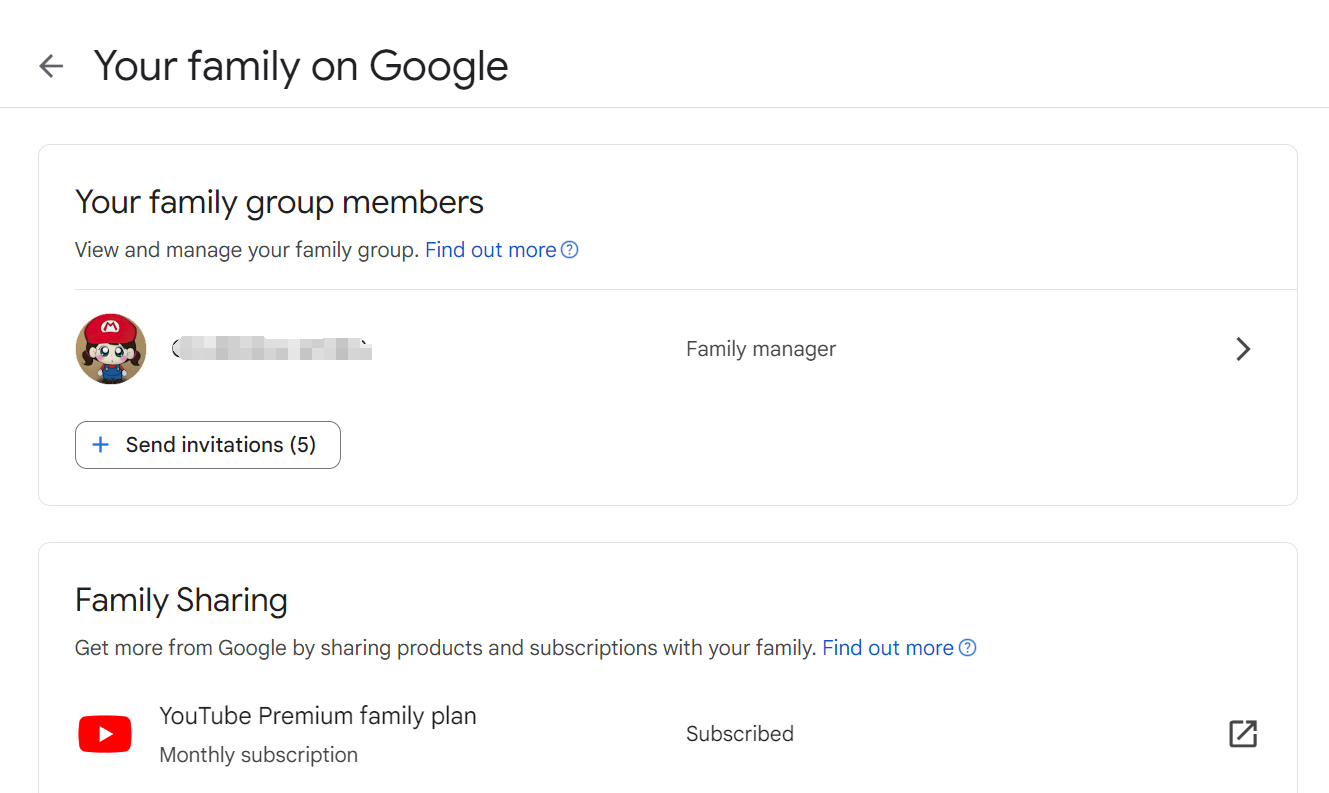 Your family on Google
Your family group members
View and manage your family group. Find out more
Family manager
+ Send invitations (5)
Family Sharing
Get more from Google by sharing products and subscriptions with your family. Find out more
YouTube Premium family plan
Subscribed
Monthly subscription